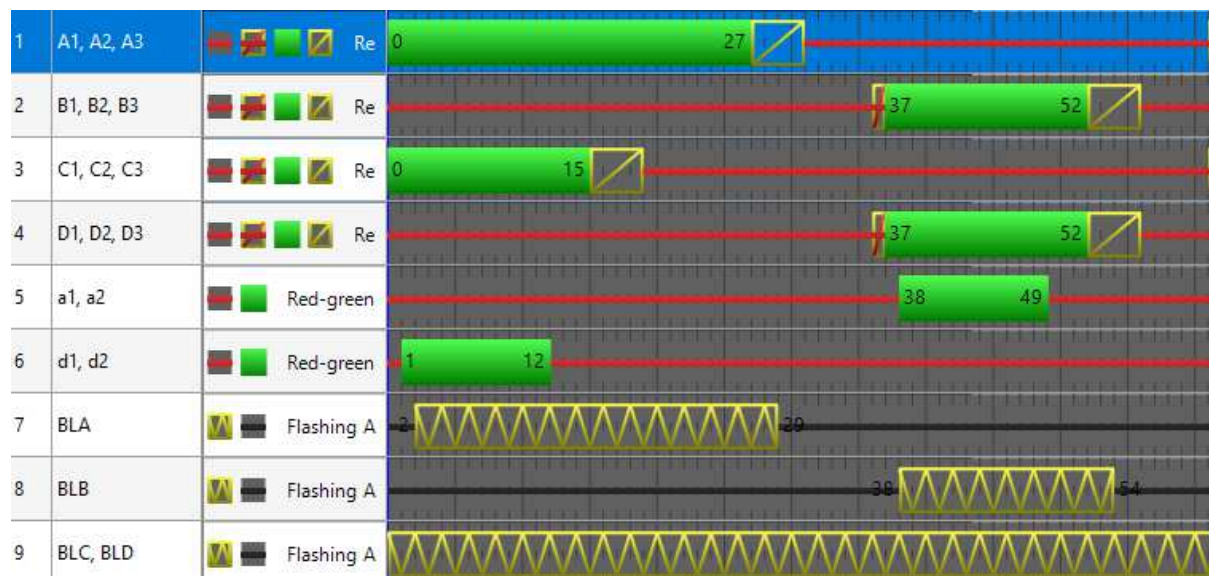 1 A1, A2, A3 Re 0 27
2 B1, B2, B3 Re 37 52
3 C1, C2, C3 Re 0 15
4 D1, D2, D3 Re 37 52
5 a1, a2 Red-green 38 49
6 d1, d2 Red-green 1 12
7 BLA Flashing A 2 29
8 BLB Flashing A 38 54
9 BLC, BLD Flashing A